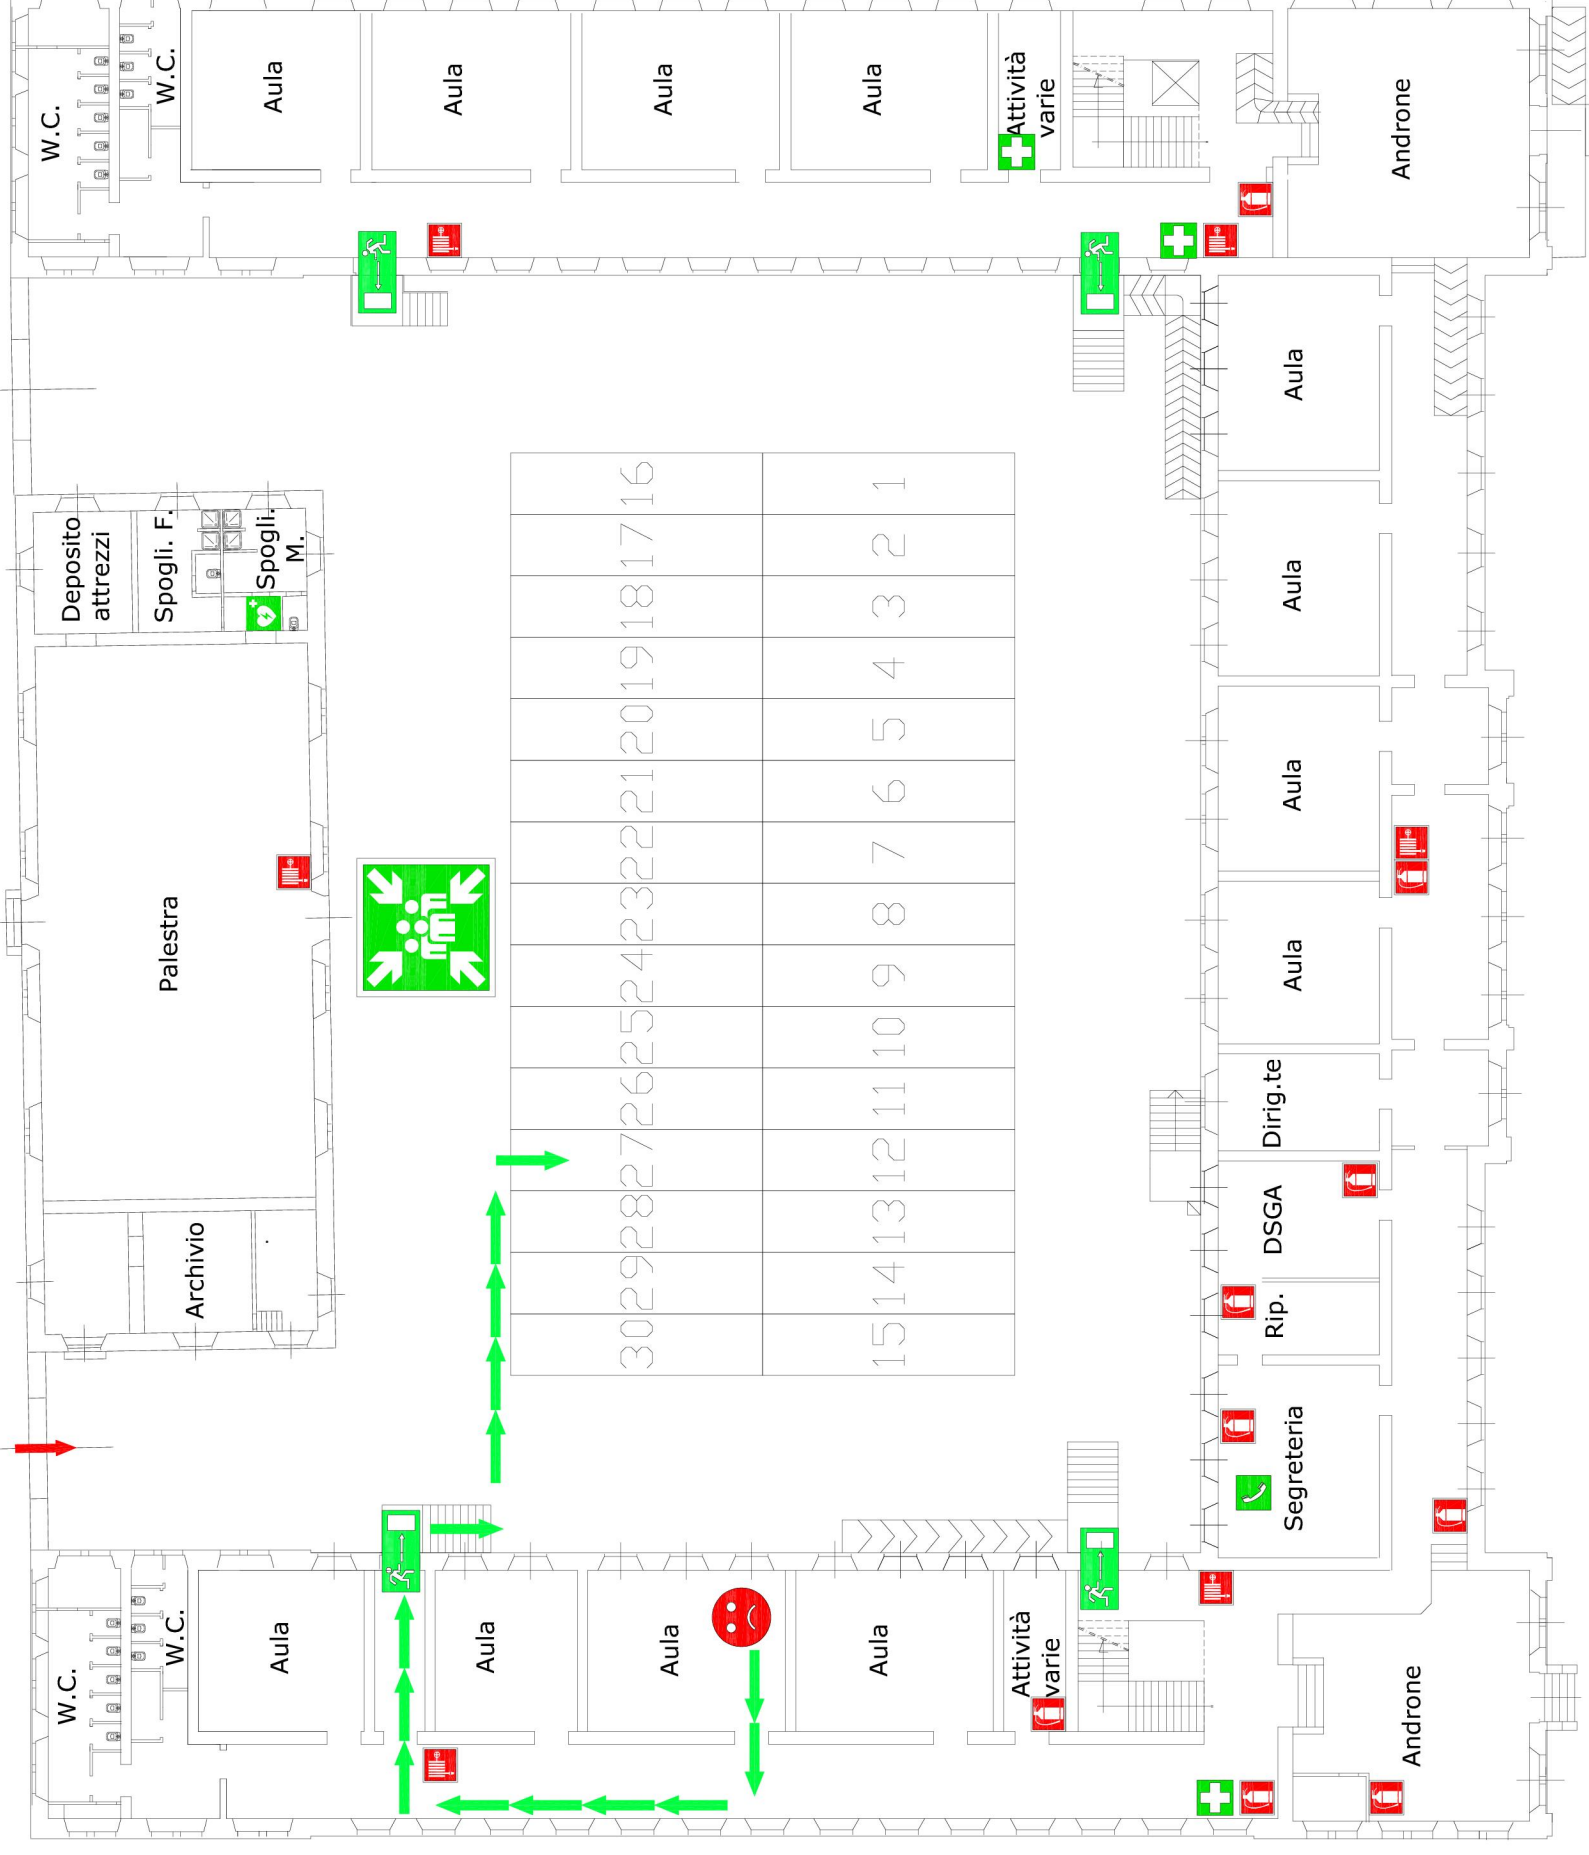 W.C.
W.C.
Aula
Aula
Aula
Aula
Attività
varie
Androne
Aula
Deposito
attrezzi
Spogli. F.
Spogli.
M.
16
1
17
2
18
3
Aula
19
4
20
5
21
6
Aula
22
7
23
8
Palestra
24
9
Aula
25
10
26
11
Dirig.te
27
12
28
13
DSGA
Archivio
29
14
Rip.
30
15
Segreteria
W.C.
W.C.
Aula
Aula
Aula
Aula
Attività
varie
Androne